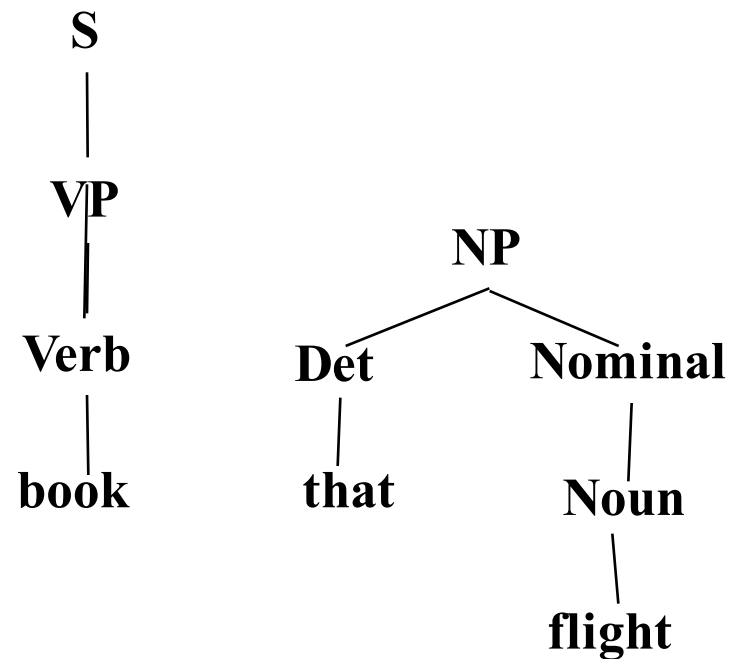 S
VP
NP
Verb
Det
Nominal
book
that
Noun
flight